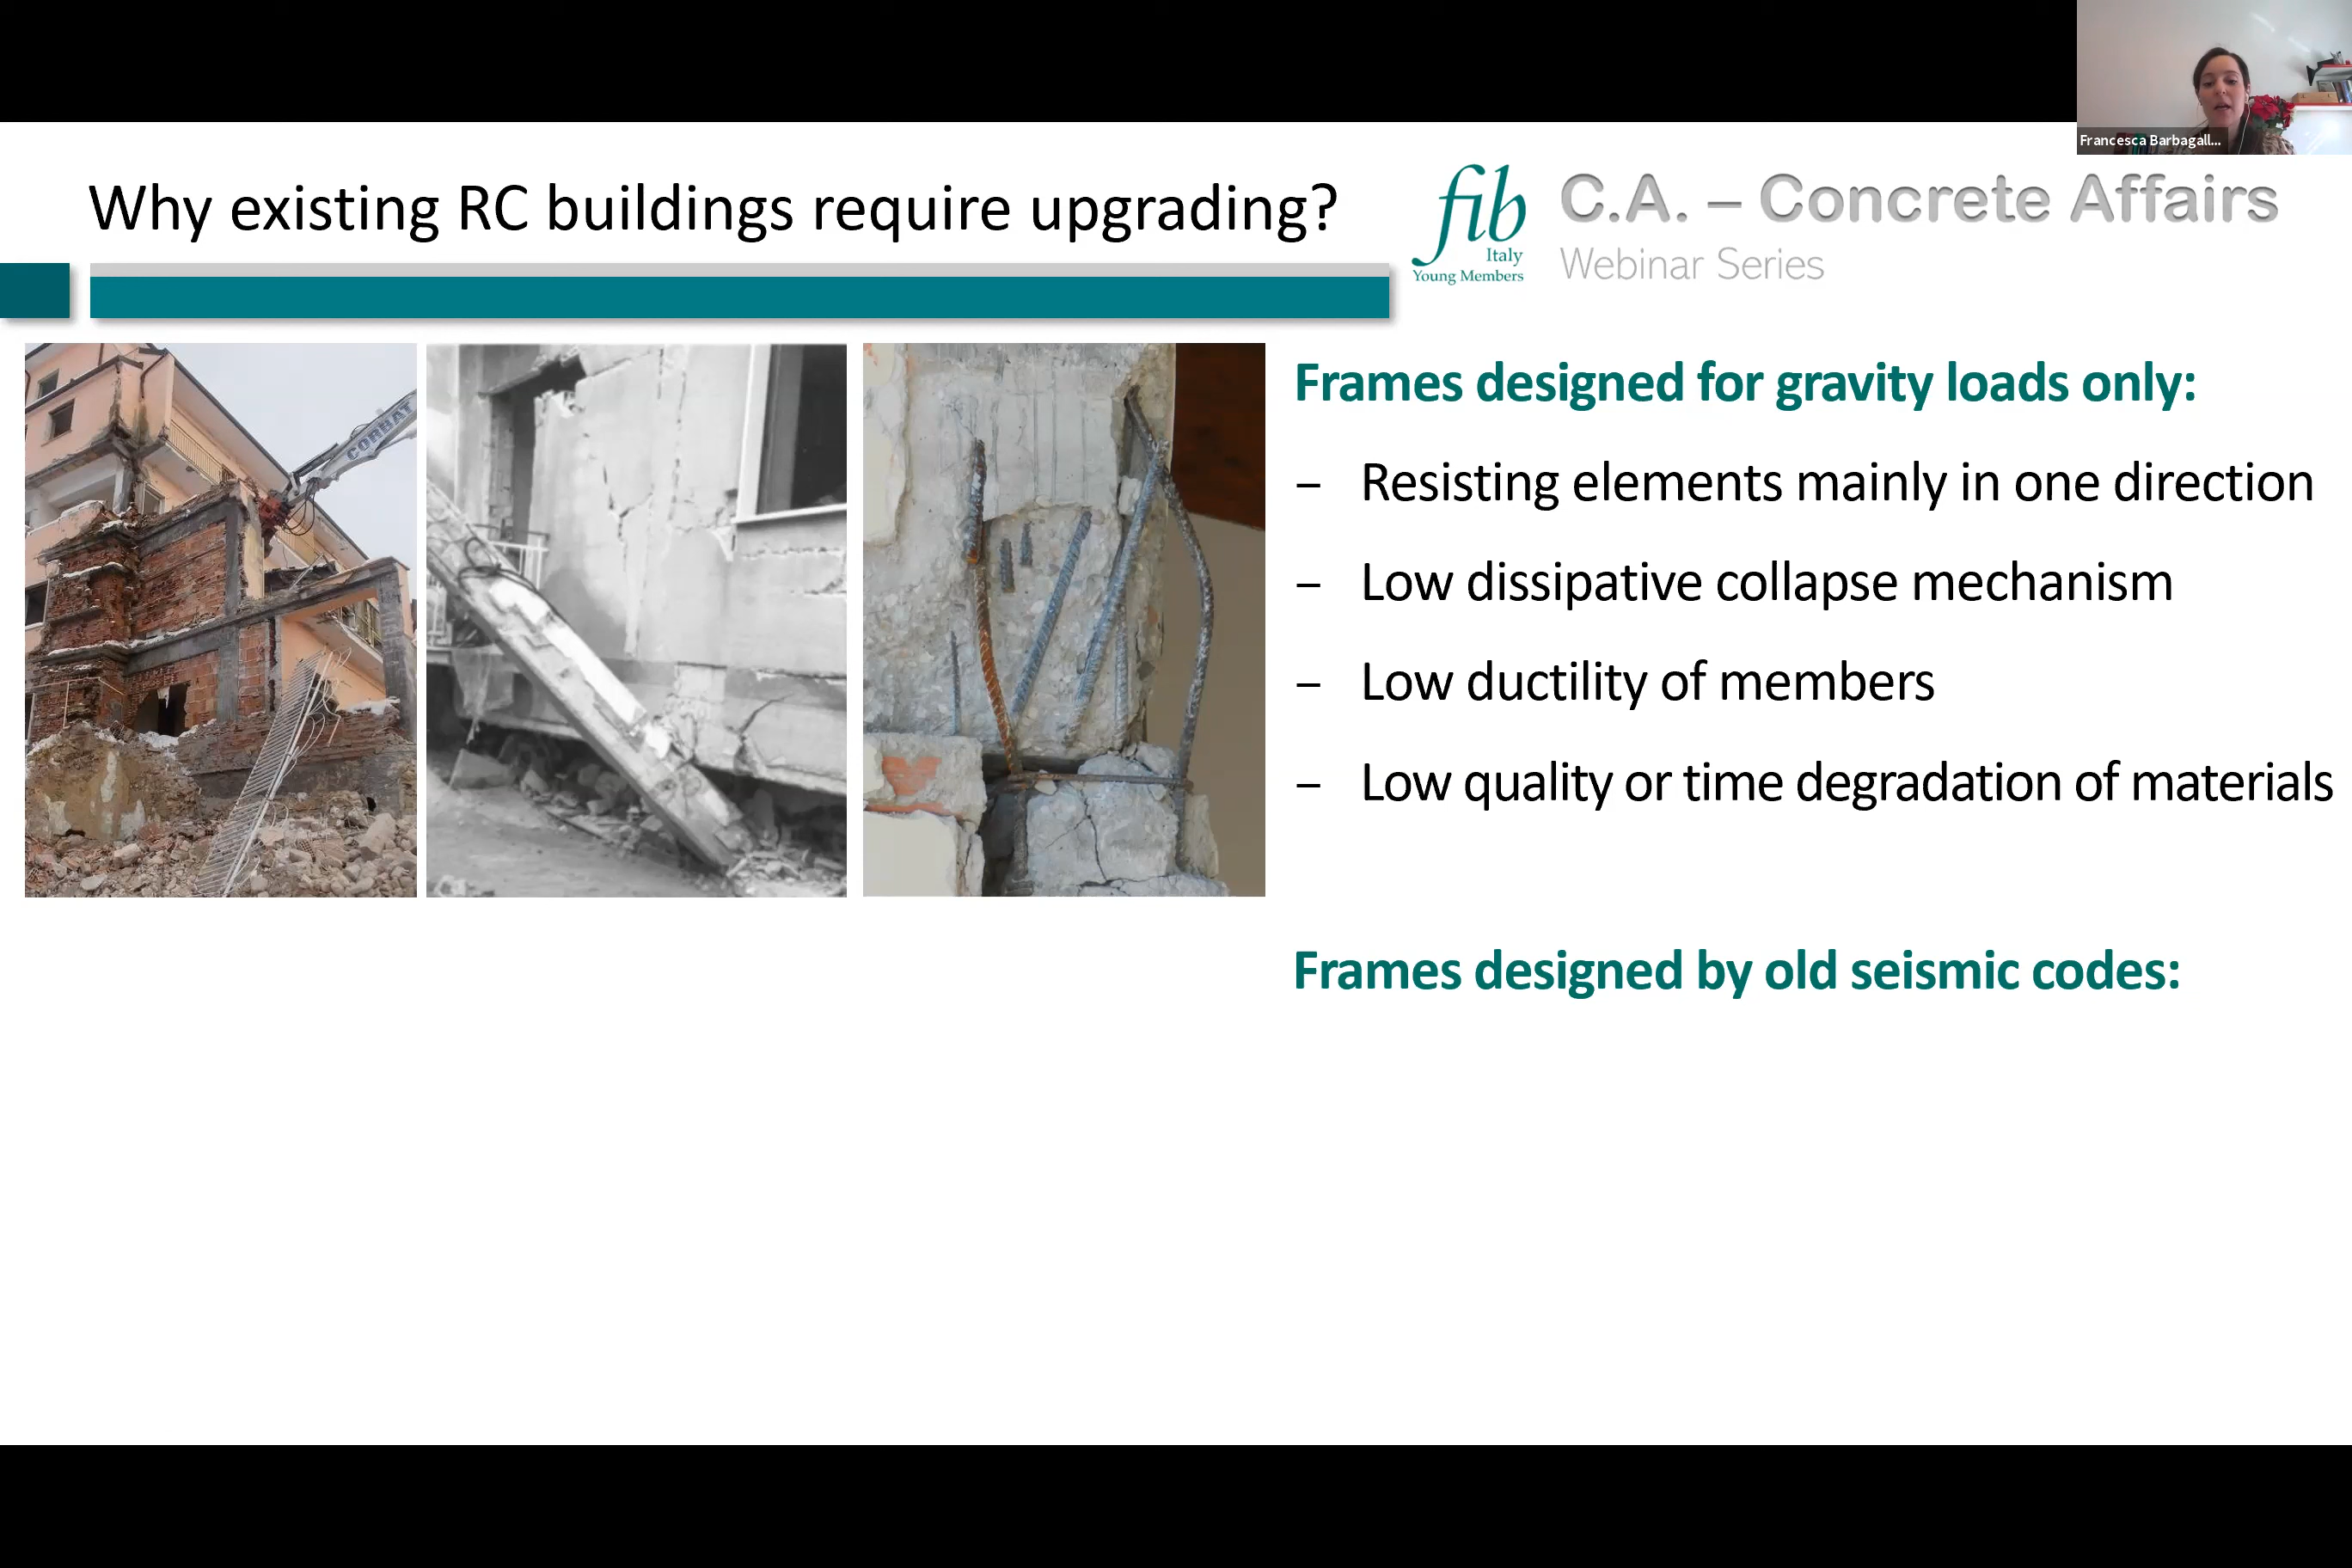 Francesca Barbagall...
Why existing RC buildings require upgrading?
fib
Italy
Young Members
C.A. – Concrete Affairs
Webinar Series
CORBAT
Frames designed for gravity loads only:
– Resisting elements mainly in one direction
– Low dissipative collapse mechanism
– Low ductility of members
– Low quality or time degradation of materials
Frames designed by old seismic codes: